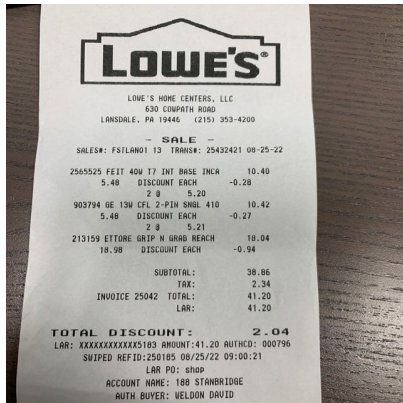 LOWE'S®
LOWE'S HOME CENTERS, LLC
630 COWPATH ROAD
LANSDALE, PA 19446 (215) 353-4200
- SALE -
SALES#: FSTLAN01 13 TRANS#: 25432421 08-25-22
2565525 FEIT 40W T7 INT BASE INCA 10.40
5.48 DISCOUNT EACH -0.28
2 @ 5.20
903794 GE 13W CFL 2-PIN SNGL 410 10.42
5.48 DISCOUNT EACH -0.27
2 @ 5.21
213159 ETTORE GRIP N GRAB REACH 18.04
18.98 DISCOUNT EACH -0.94
SUBTOTAL: 38.86
TAX: 2.34
INVOICE 25042 TOTAL: 41.20
LAR: 41.20
TOTAL DISCOUNT: 2.04
LAR: XXXXXXXXXXXX5183 AMOUNT:41.20 AUTHCD: 000796
SWIPED REFID:250185 08/25/22 09:00:21
LAR PO: shop
ACCOUNT NAME: 188 STANBRIDGE
AUTH BUYER: WELDON DAVID